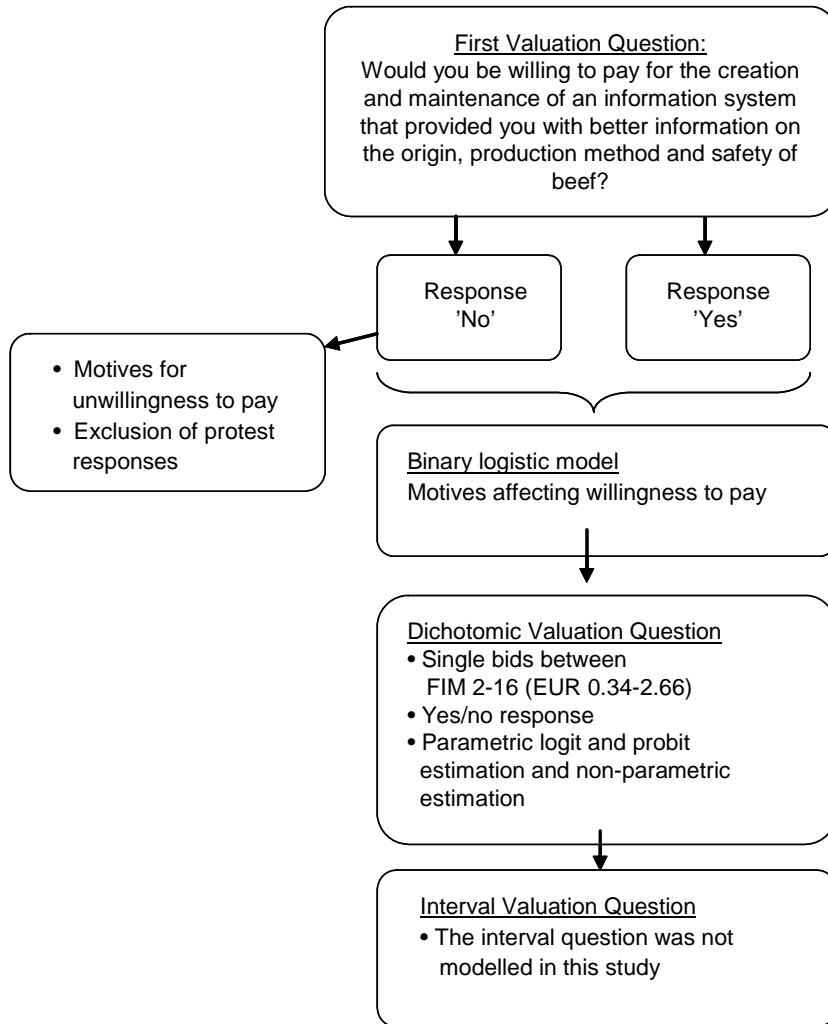 First Valuation Question:
Would you be willing to pay for the creation
and maintenance of an information system
that provided you with better information on
the origin, production method and safety of
beef?
Response
’No’
Response
’Yes’
• Motives for
unwillingness to pay
• Exclusion of protest
responses
Binary logistic model
Motives affecting willingness to pay
Dichotomic Valuation Question
• Single bids between
FIM 2-16 (EUR 0.34-2.66)
• Yes/no response
• Parametric logit and probit
estimation and non-parametric
estimation
Interval Valuation Question
• The interval question was not
modelled in this study